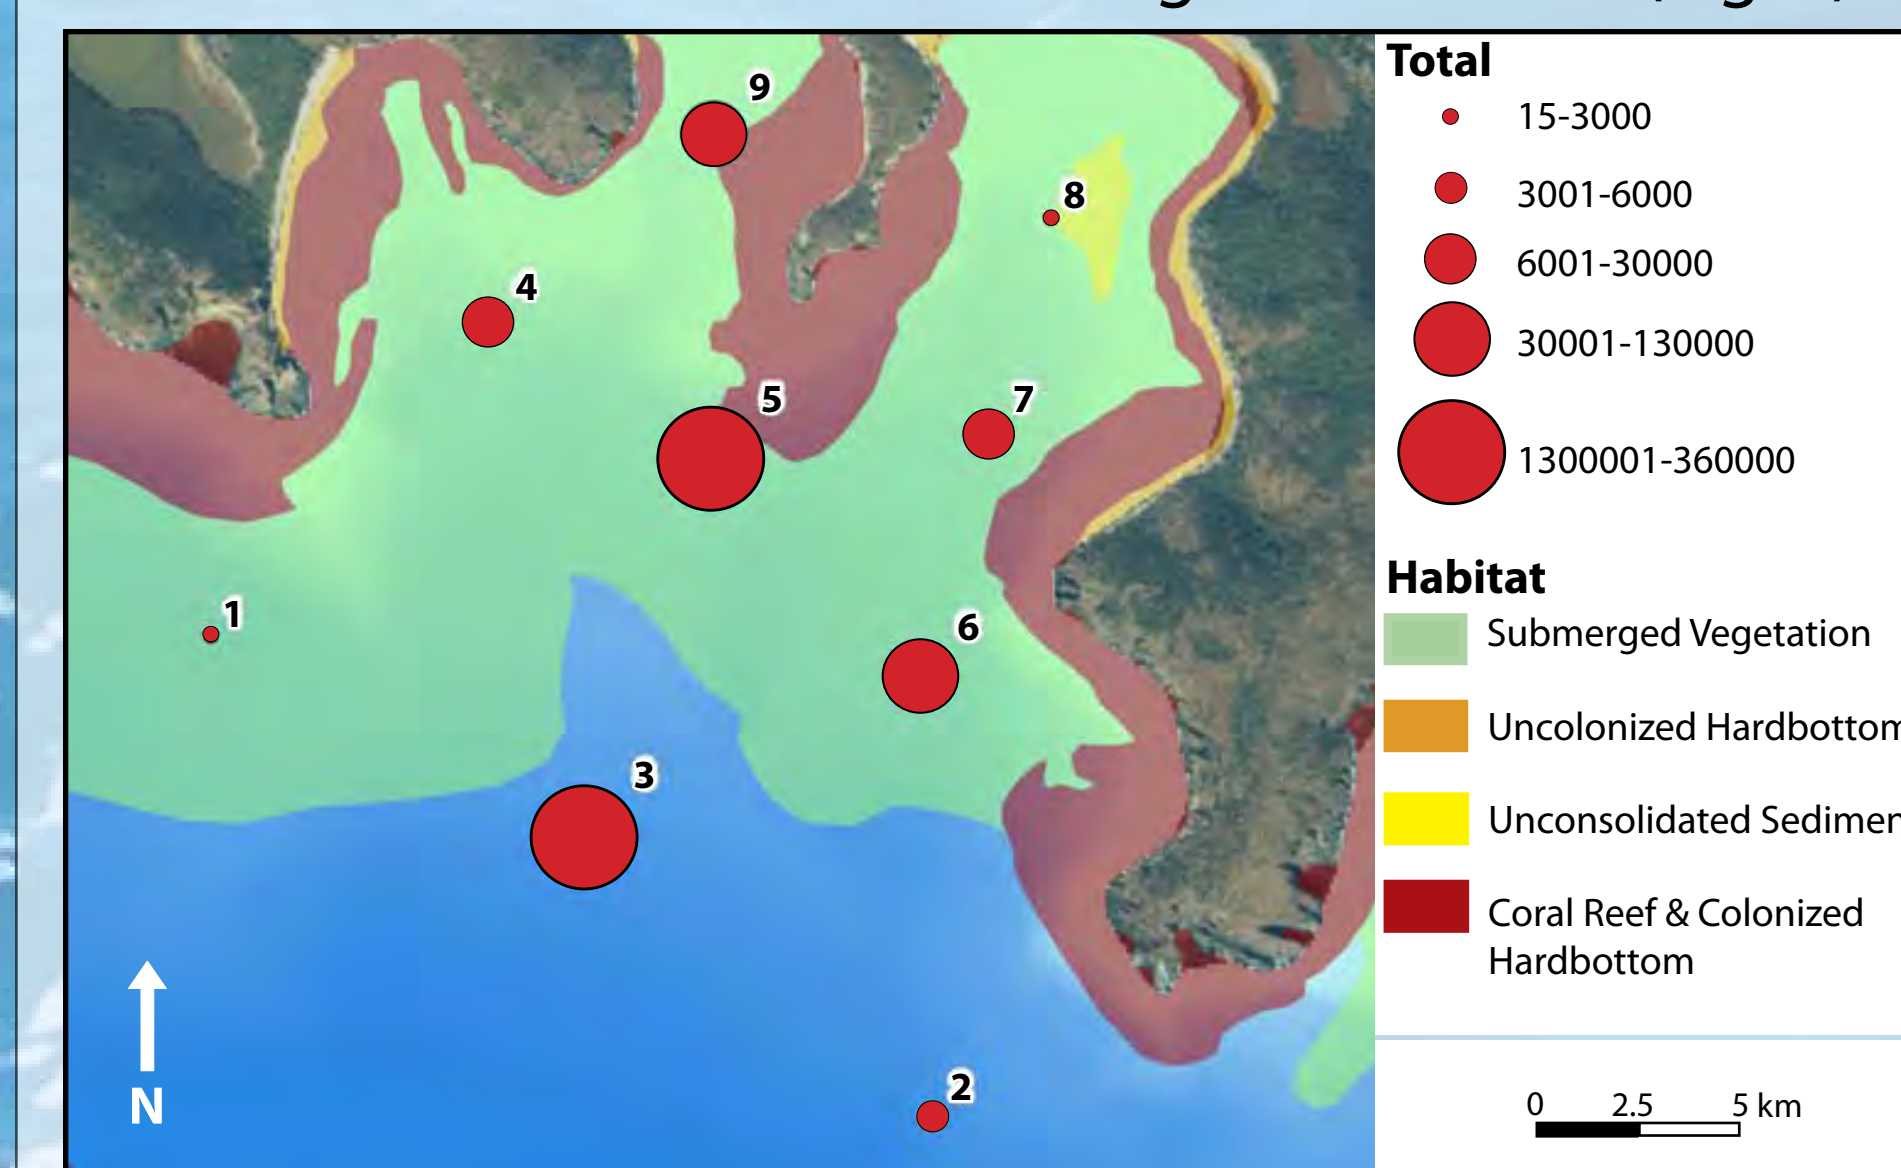 9
8
4
5
7
1
6
3
2
N
Total
15-3000
3001-6000
6001-30000
30001-130000
1300001-360000
Habitat
Submerged Vegetation
Uncolonized Hardbottom
Unconsolidated Sedimen
Coral Reef & Colonized
Hardbottom
0 2.5 5 km